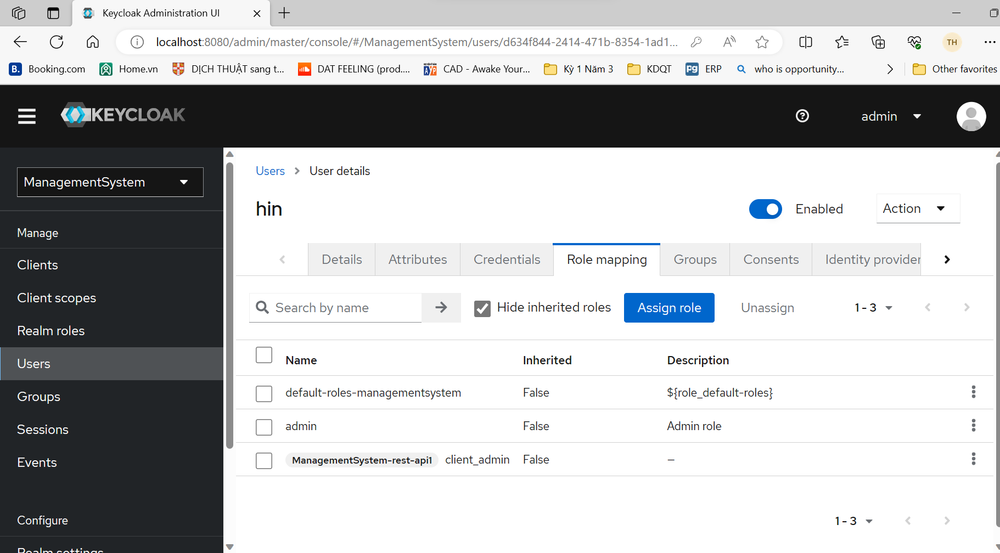 Keycloak Administration UI
localhost:8080/admin/master/console/#/ManagementSystem/users/d634f844-2414-471b-8354-1ad1...
TH
B. Booking.com
Home.vn
DỊCH THUẬT sang t...
DAT FEELING (prod....
AYP CAD - Awake Your...
Kỳ 1 Năm 3
KDQT
pg ERP
who is opportunity...
Other favorites
KEYCLOAK
admin
ManagementSystem
Manage
Clients
Client scopes
Realm roles
Users
Groups
Sessions
Events
Configure
Realm settings
Users > User details
hin
Enabled
Action
Details
Attributes
Credentials
Role mapping
Groups
Consents
Identity provider
Search by name
Hide inherited roles
Assign role
Unassign
1 - 3
Name Inherited Description
default-roles-managementsystem False ${role_default-roles}
admin False Admin role
ManagementSystem-rest-api1 client_admin False —
1 - 3